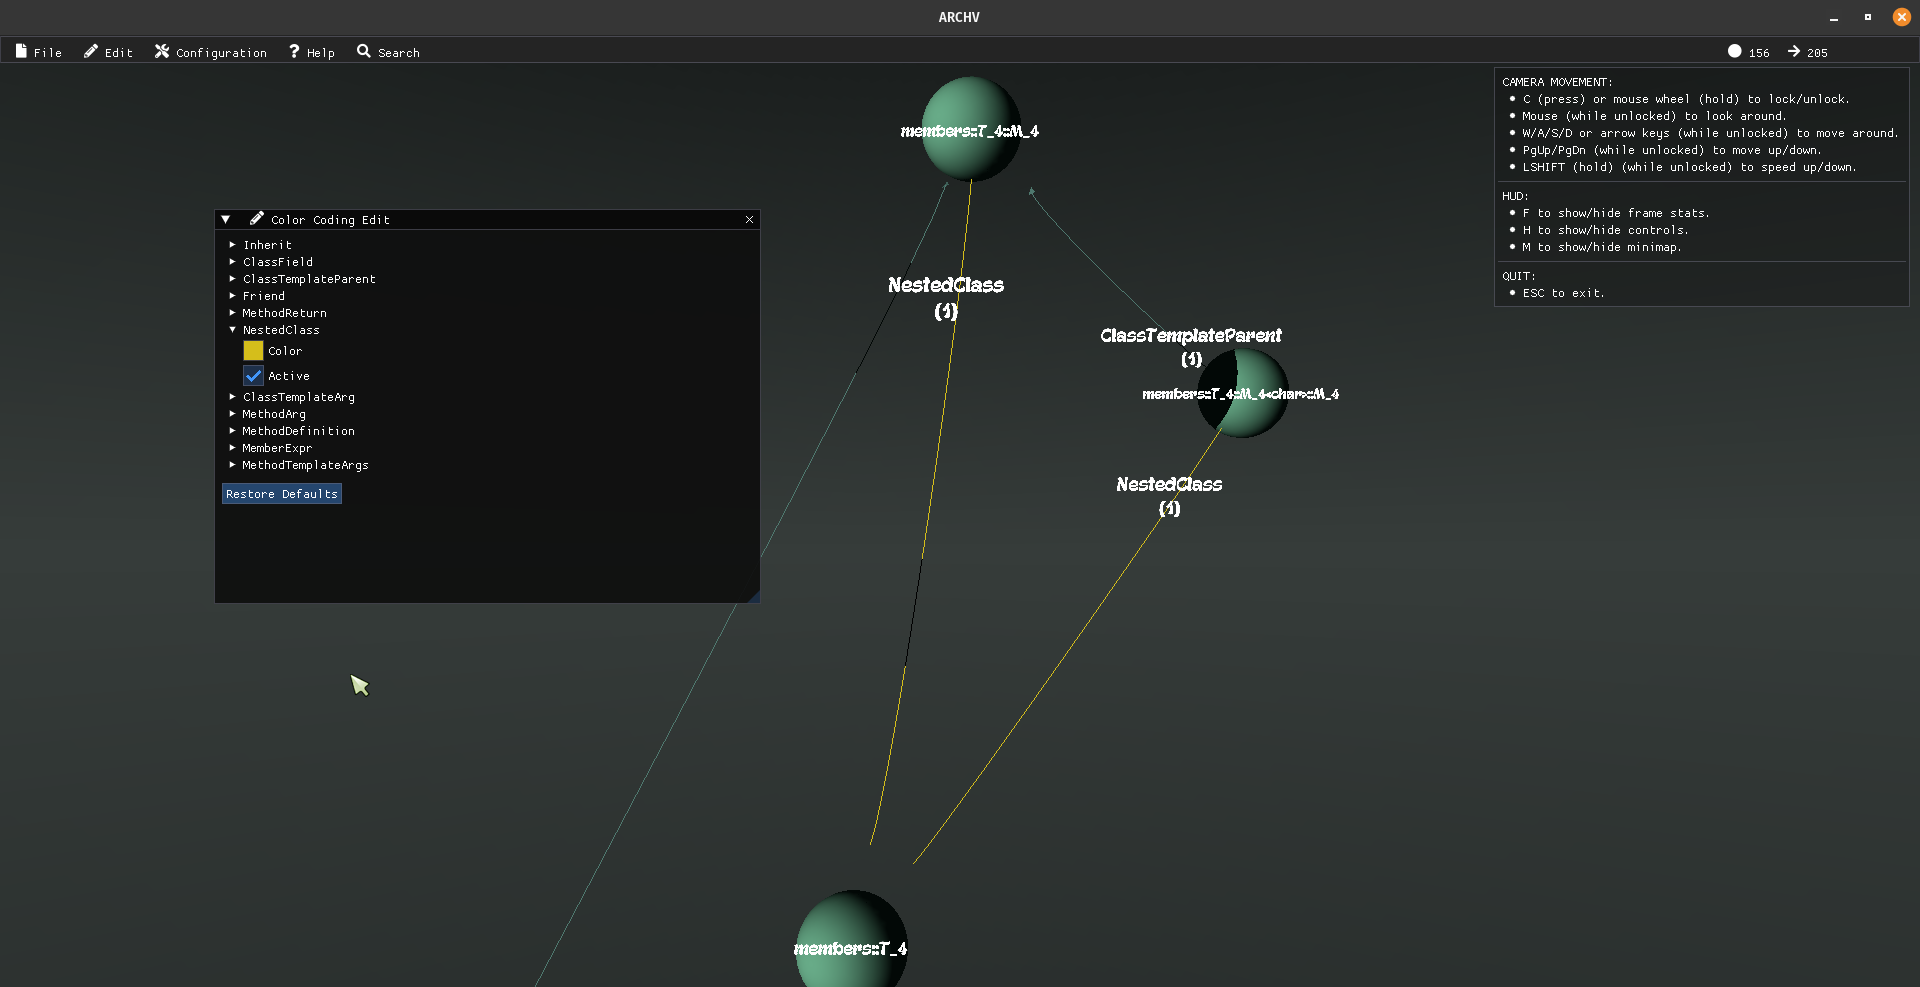 ARCHV
File Edit Configuration ? Help Search 156 205
CAMERA MOVEMENT:
C (press) or mouse wheel (hold) to lock/unlock.
Mouse (while unlocked) to look around.
W/A/S/D or arrow keys (while unlocked) to move around.
PgUp/PgDn (while unlocked) to move up/down.
LSHIFT (hold) (while unlocked) to speed up/down.
HUD:
F to show/hide frame stats.
H to show/hide controls.
M to show/hide minimap.
QUIT:
ESC to exit.
Color Coding Edit
Inherit
ClassField
ClassTemplateParent
Friend
MethodReturn
NestedClass
Color
Active
ClassTemplateArg
MethodArg
MethodDefinition
MemberExpr
MethodTemplateArgs
Restore Defaults
members::T_4::M_4
NestedClass
(1)
ClassTemplateParent
(1)
members::T_4::M_4<char>::M_4
NestedClass
(1)
members::T_4